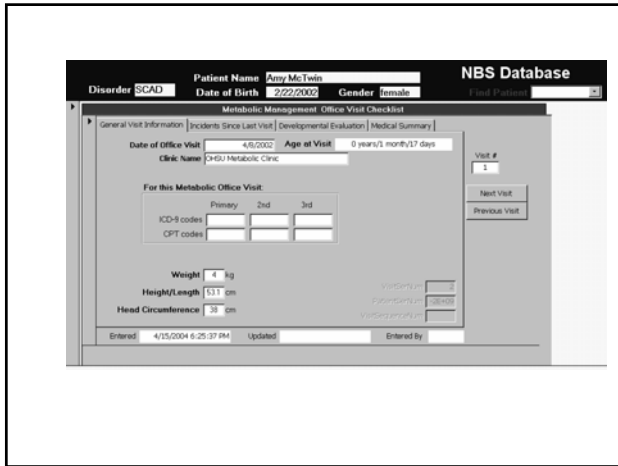 NBS Database
Patient Name Amy McTwin
Disorder SCAD Date of Birth 2/22/2002 Gender female Find Patient
Metabolic Management Office Visit Checklist
General Visit Information Incidents Since Last Visit Developmental Evaluation Medical Summary
Date of Office Visit 4/8/2002 Age at Visit 0 years/1 month/17 days
Clinic Name OHSU Metabolic Clinic
Visit #
1
For this Metabolic Office Visit:
Primary 2nd 3rd
ICD-9 codes
CPT codes
Next Visit
Previous Visit
Weight 4 kg
Height/Length 53.1 cm
Head Circumference 38 cm
VisitSerNum 2
PatientSerNum
VisitSequenceNum
Entered 4/15/2004 6:25:37 PM Updated Entered By